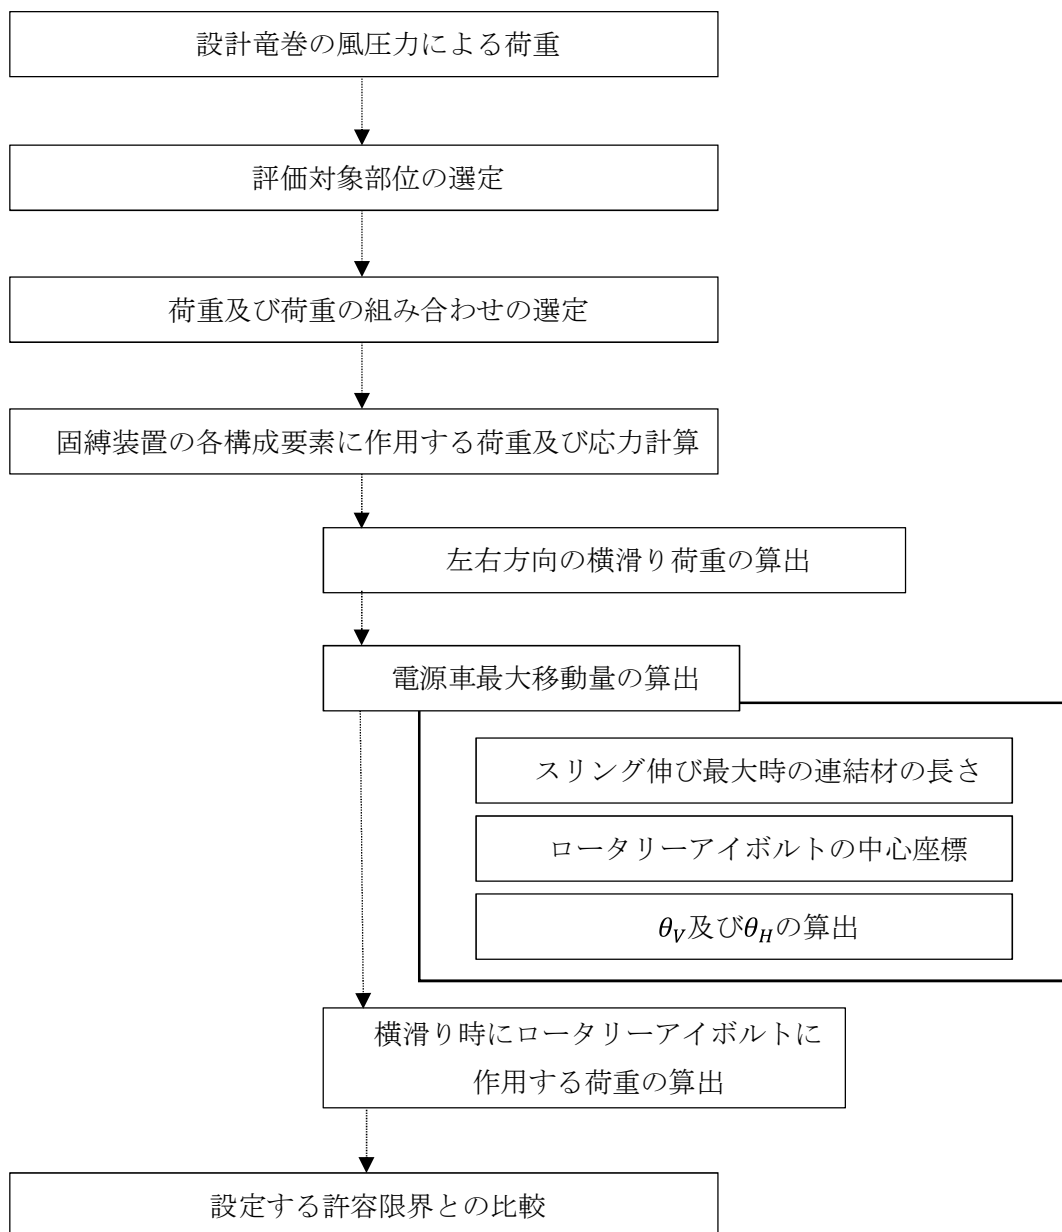 設計竜巻の風圧力による荷重
評価対象部位の選定
荷重及び荷重の組み合わせの選定
固縛装置の各構成要素に作用する荷重及び応力計算
左右方向の横滑り荷重の算出
電源車最大移動量の算出
スリング伸び最大時の連結材の長さ
ロータリーアイボルトの中心座標
θV及びθHの算出
横滑り時にロータリーアイボルトに
作用する荷重の算出
設定する許容限界との比較